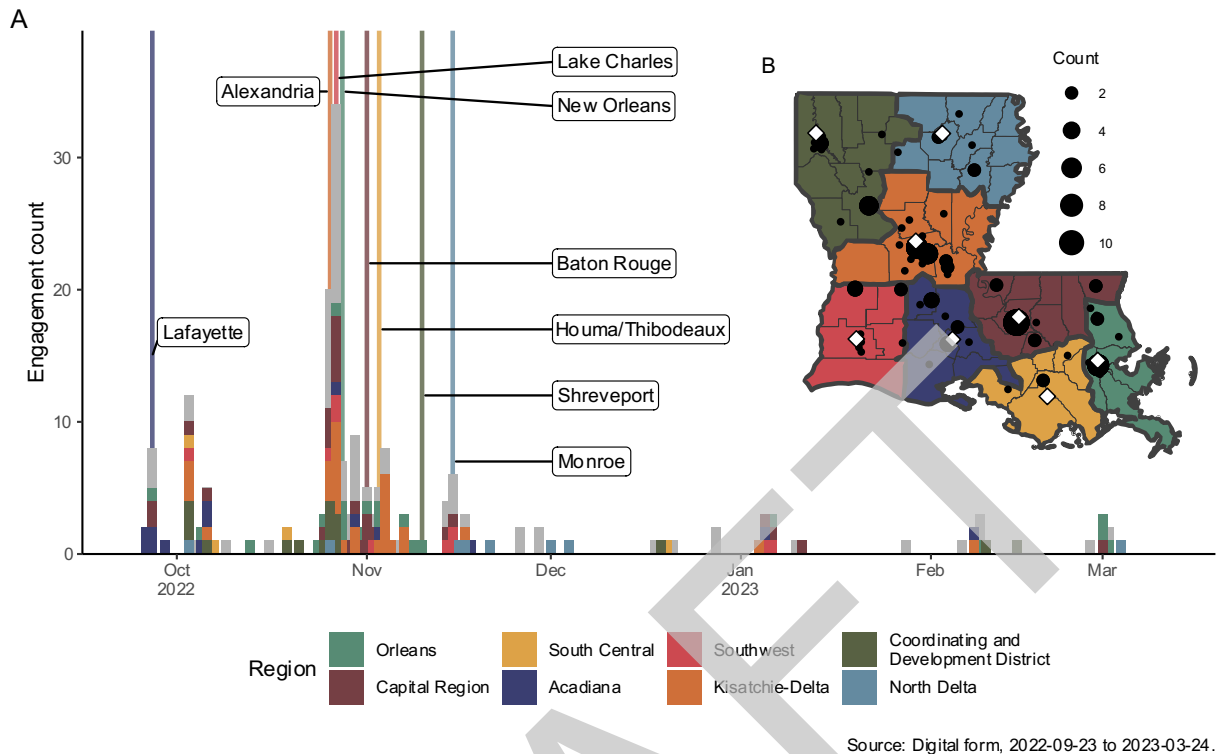 A
Engagement count
30
20
10
0
Lake Charles
Alexandria
New Orleans
Baton Rouge
Lafayette
Houma/Thibodeaux
Shreveport
Monroe
Oct
2022
Nov
Dec
Jan
2023
Feb
Mar
B
Count
2
4
6
8
10
Region
Orleans
South Central
Southwest
Coordinating and
Development District
Capital Region
Acadiana
Kisatchie-Delta
North Delta
Source: Digital form, 2022-09-23 to 2023-03-24.